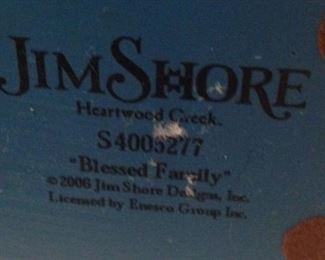 JIM SHORE
Heartwood Creek.
S4005277
"Blessed Family"
©2006 Jim Shore Designs, Inc.
Licensed by Enesco Group Inc.